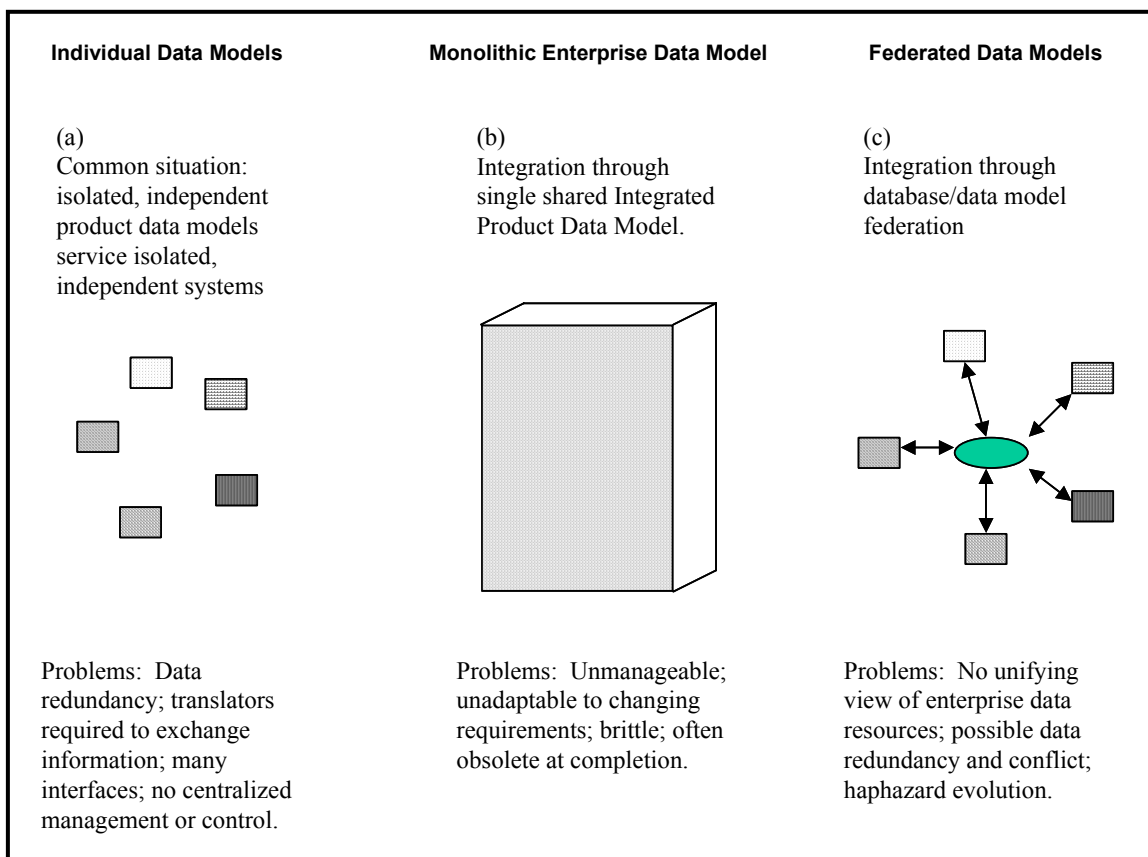 Individual Data Models
Monolithic Enterprise Data Model
Federated Data Models
(a)
Common situation:
isolated, independent
product data models
service isolated,
independent systems
(b)
Integration through
single shared Integrated
Product Data Model.
(c)
Integration through
database/data model
federation
Problems:  Data
redundancy; translators
required to exchange
information; many
interfaces; no centralized
management or control.
Problems:  Unmanageable;
unadaptable to changing
requirements; brittle; often
obsolete at completion.
Problems:  No unifying
view of enterprise data
resources; possible data
redundancy and conflict;
haphazard evolution.